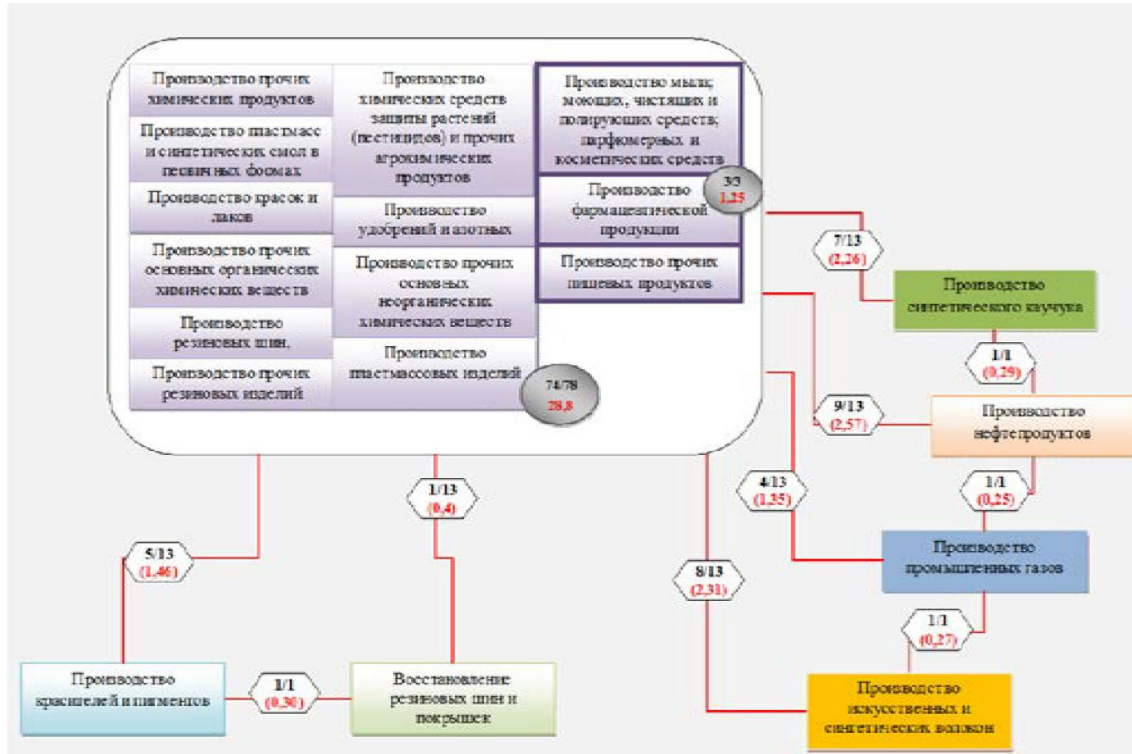 Производство прочих
химических продуктов
Производство пластмасс
и синтетических смол в
первичных формах
Производство красок и
лаков
Производство прочих
основных органических
химических веществ
Производство
резиновых шин,
Производство прочих
резиновых изделий
Производство
химических средств
защиты растений
(пестицидов) и прочих
агрохимических
продуктов
Производство
удобрений и азотных
Производство прочих
основных
неорганических
химических веществ
Производство
пластмассовых изделий
74/78
28,8
Производство мыла;
моющих, чистящих и
полирующих средств;
парфюмерных и
косметических средств
3/3
1,25
Производство
фармацевтической
продукции
Производство прочих
пищевых продуктов
7/13
(2,26)
Производство
синтетического каучука
1/1
(0,29)
9/13
(2,57)
Производство
нефтепродуктов
1/1
(0,25)
4/13
(1,35)
Производство
промышленных газов
1/13
(0,4)
5/13
(1,46)
8/13
(2,31)
1/1
(0,27)
Производство
красителей и пигментов
1/1
(0,30)
Восстановление
резиновых шин и
покрышек
Производство
искусственных и
синтетических волокон